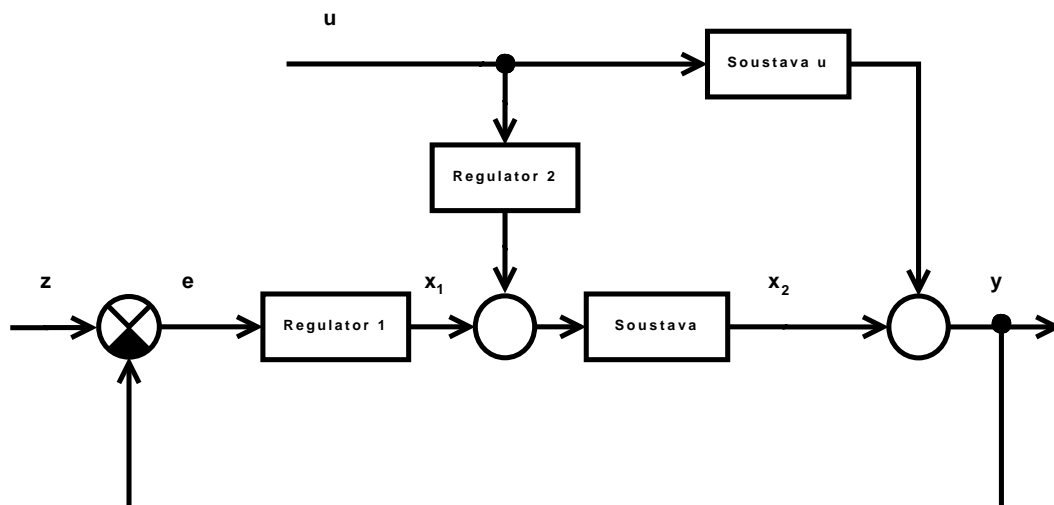 u
Soustava u
Regulator 2
z
e
x₁
x₂
y
Regulator 1
Soustava